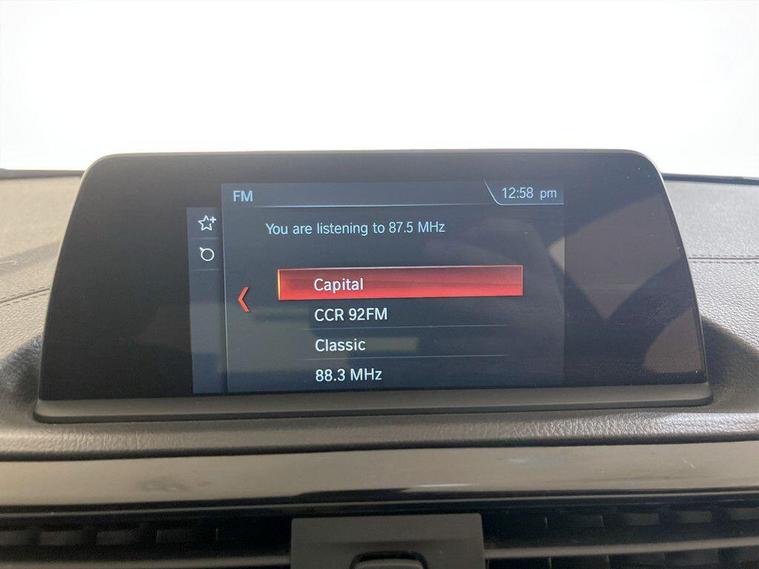 FM
12:58 pm
You are listening to 87.5 MHz
Capital
CCR 92FM
Classic
88.3 MHz